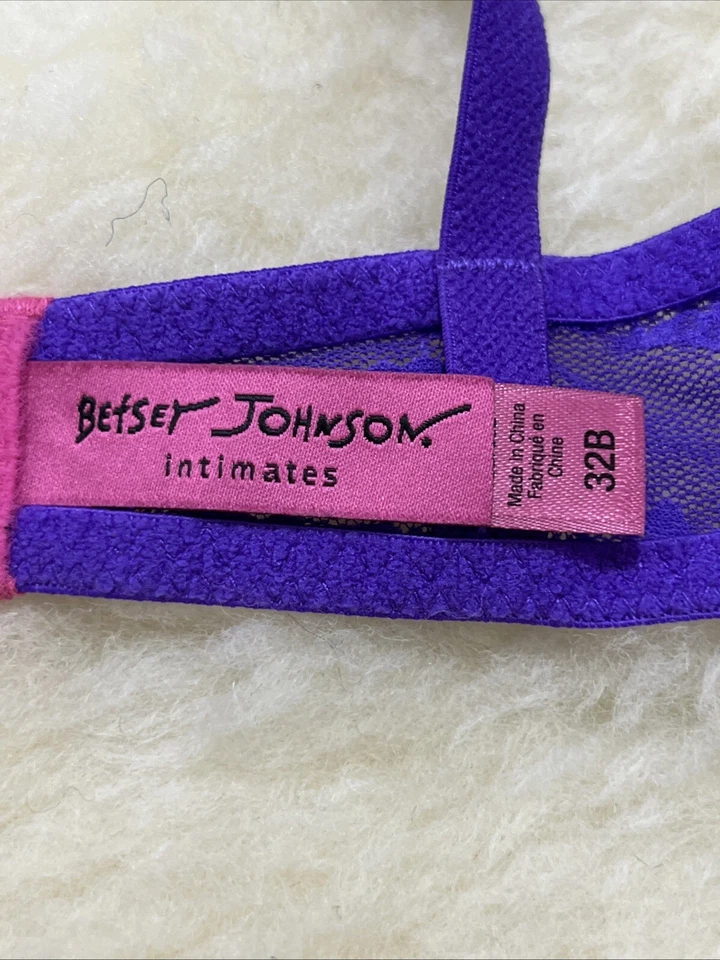 BEtSEY JOHNSON.
intimates
Made in China
Fabriqué en
Chine
32B